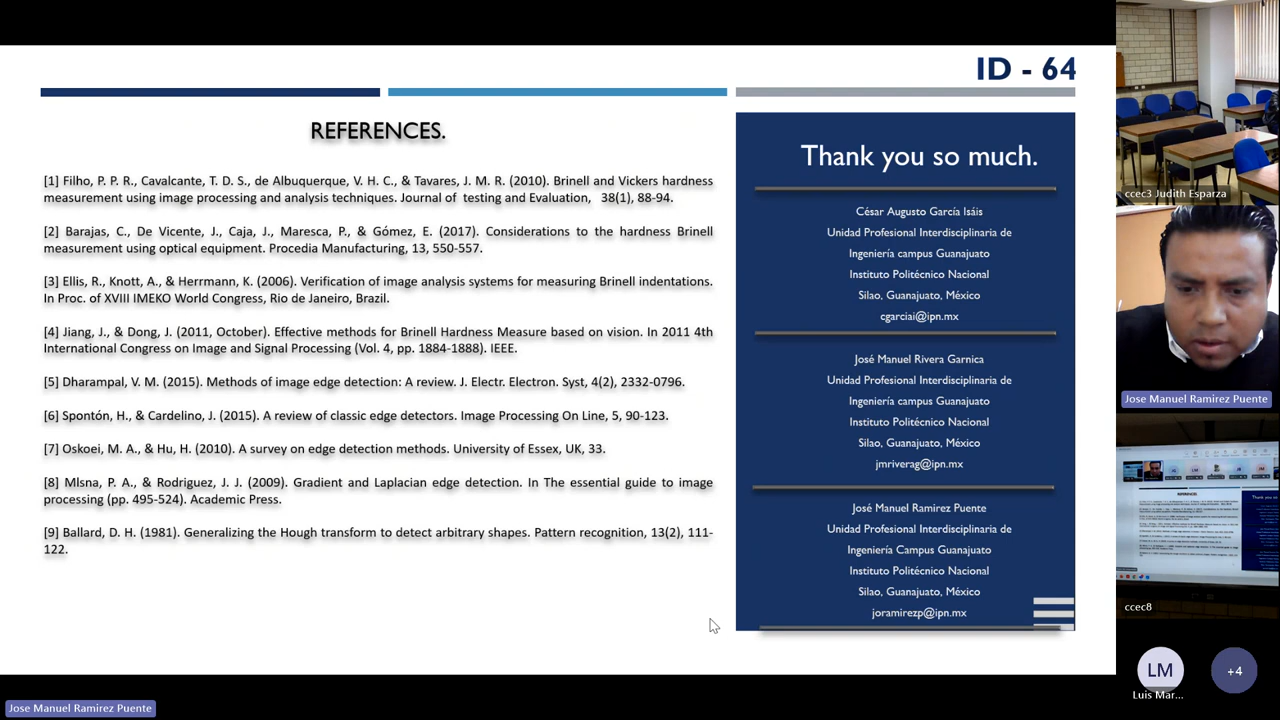 ID - 64
REFERENCES.
[1] Filho, P. P. R., Cavalcante, T. D. S., de Albuquerque, V. H. C., & Tavares, J. M. R. (2010). Brinell and Vickers hardness
measurement using image processing and analysis techniques. Journal of testing and Evaluation, 38(1), 88-94.
[2] Barajas, C., De Vicente, J., Caja, J., Maresca, P., & Gómez, E. (2017). Considerations to the hardness Brinell
measurement using optical equipment. Procedia Manufacturing, 13, 550-557.
[3] Ellis, R., Knott, A., & Herrmann, K. (2006). Verification of image analysis systems for measuring Brinell indentations.
In Proc. of XVIII IMEKO World Congress, Rio de Janeiro, Brazil.
[4] Jiang, J., & Dong, J. (2011, October). Effective methods for Brinell Hardness Measure based on vision. In 2011 4th
International Congress on Image and Signal Processing (Vol. 4, pp. 1884-1888). IEEE.
[5] Dharampal, V. M. (2015). Methods of image edge detection: A review. J. Electr. Electron. Syst, 4(2), 2332-0796.
[6] Spontón, H., & Cardelino, J. (2015). A review of classic edge detectors. Image Processing On Line, 5, 90-123.
[7] Oskoei, M. A., & Hu, H. (2010). A survey on edge detection methods. University of Essex, UK, 33.
[8] Mlsna, P. A., & Rodriguez, J. J. (2009). Gradient and Laplacian edge detection. In The essential guide to image
processing (pp. 495-524). Academic Press.
[9] Ballard, D. H. (1981). Generalizing the Hough transform to detect arbitrary shapes. Pattern recognition, 13(2), 111-
122.
Thank you so much.
César Augusto García Isáis
Unidad Profesional Interdisciplinaria de
Ingeniería campus Guanajuato
Instituto Politécnico Nacional
Silao, Guanajuato, México
cgarciai@ipn.mx
José Manuel Rivera Garnica
Unidad Profesional Interdisciplinaria de
Ingeniería campus Guanajuato
Instituto Politécnico Nacional
Silao, Guanajuato, México
jmriverag@ipn.mx
José Manuel Ramirez Puente
Unidad Profesional Interdisciplinaria de
Ingeniería Campus Guanajuato
Instituto Politécnico Nacional
Silao, Guanajuato, México
joramirezp@ipn.mx
ccec3 Judith Esparza
Jose Manuel Ramirez Puente
REFERENCES
Thank you so
ccec8
LM
+4
Luis Mar...
Jose Manuel Ramirez Puente